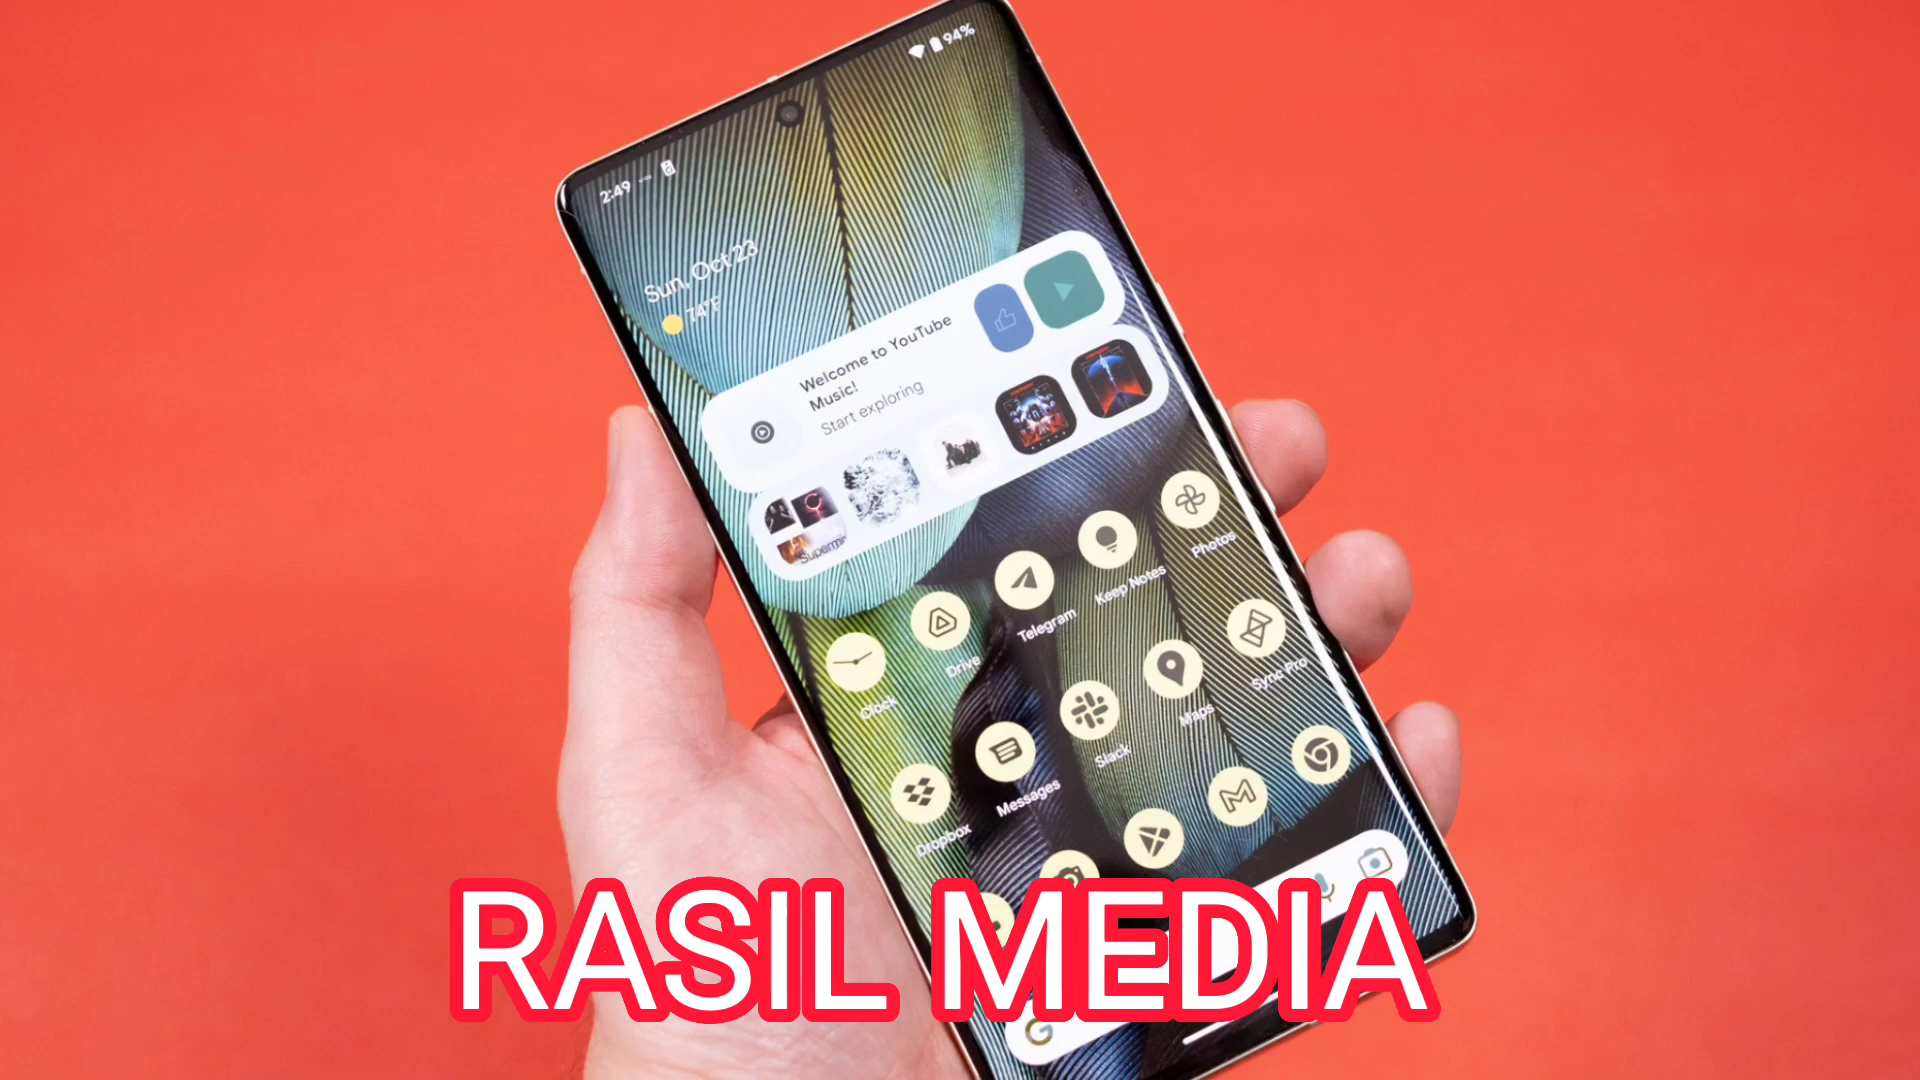 94%
2:49
Sun, Oct 23
74°F
Welcome to YouTube
Music!
Start exploring
Photos
Keep Notes
Telegram
Drive
Clock
Sync Pro
Maps
Slack
Messages
Dropbox
G
RASIL MEDIA